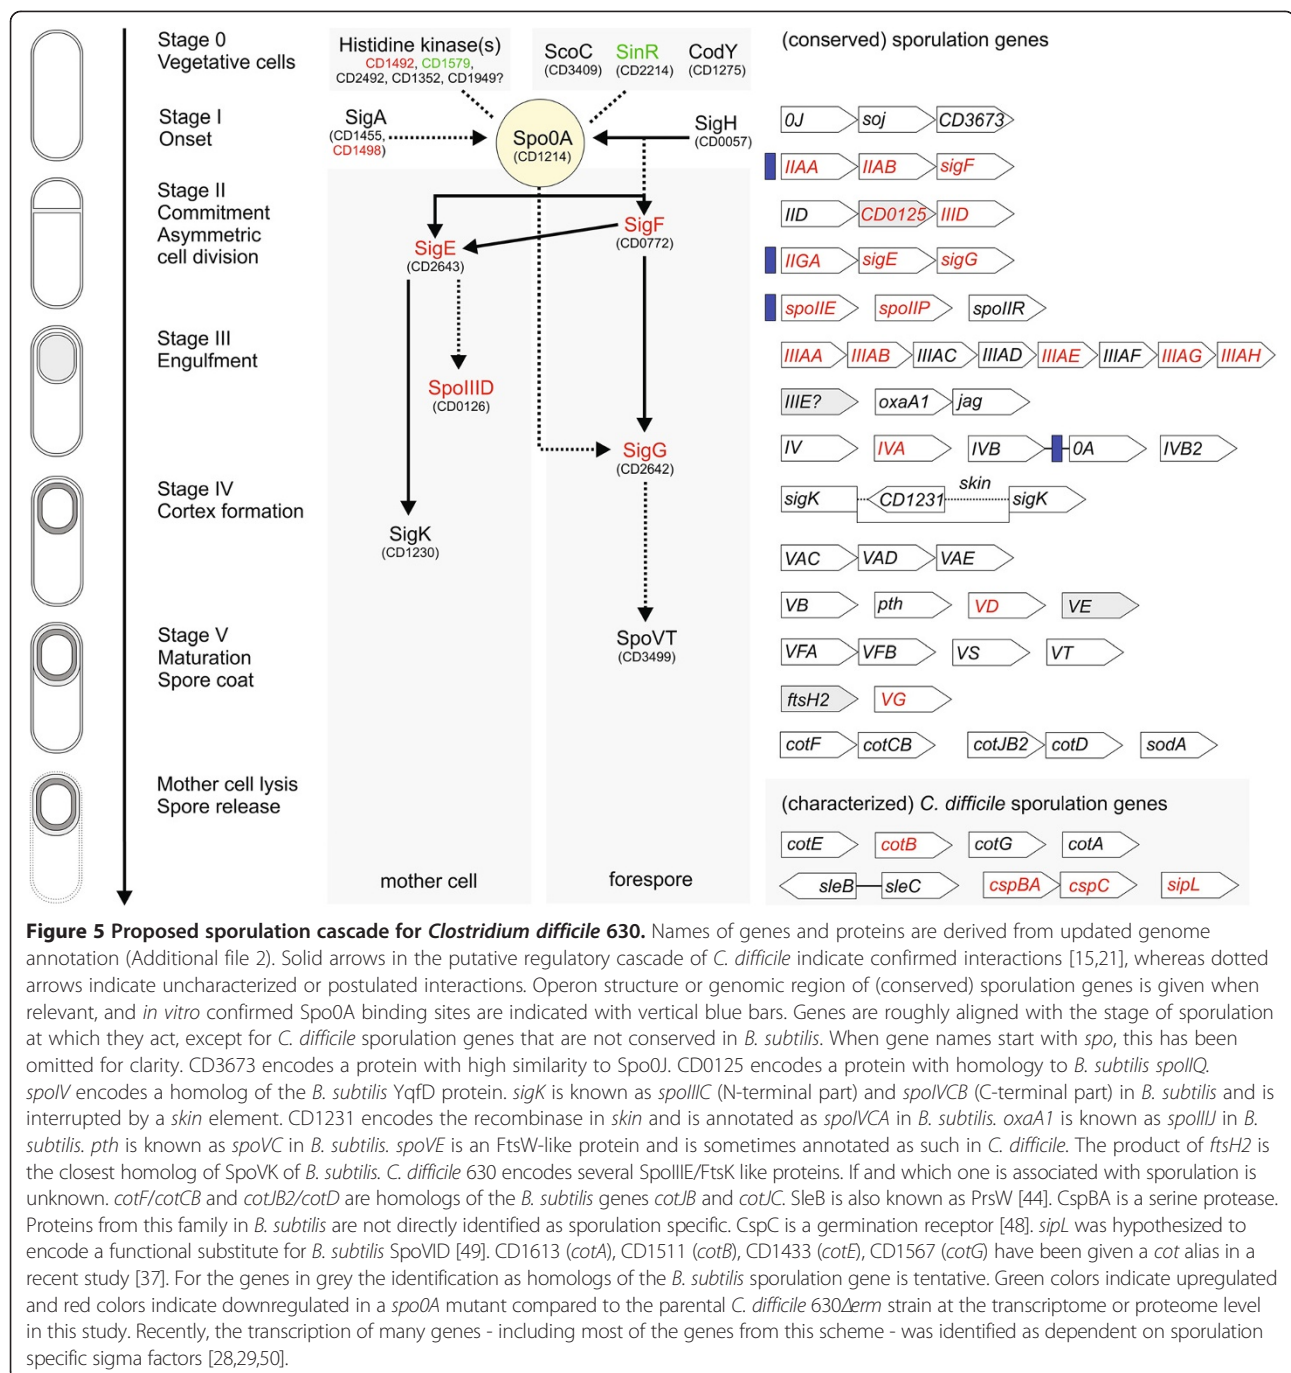 Stage 0
Vegetative cells
Histidine kinase(s)
CD1492, CD1579,
CD2492, CD1352, CD1949?
ScoC
(CD3409)
SinR
(CD2214)
CodY
(CD1275)
(conserved) sporulation genes
Stage I
Onset
SigA
(CD1455,
CD1498)
Spo0A
(CD1214)
SigH
(CD0057)
0J soj CD3673
IIAA IIAB sigF
Stage II
Commitment
Asymmetric
cell division
SigE
(CD2643)
SigF
(CD0772)
IID CD0125 IIID
IIGA sigE sigG
spoIIE spoIIP spoIIR
Stage III
Engulfment
SpoIIID
(CD0126)
SigG
(CD2642)
IIIAA IIIAB IIIAC IIIAD IIIAE IIIAF IIIAG IIIAH
IIIE? oxaA1 jag
IV IVA IVB 0A IVB2
Stage IV
Cortex formation
SigK
(CD1230)
sigK CD1231 skin sigK
VAC VAD VAE
VB pth VD VE
Stage V
Maturation
Spore coat
SpoVT
(CD3499)
VFA VFB VS VT
ftsH2 VG
cotF cotCB cotJB2 cotD sodA
Mother cell lysis
Spore release
(characterized) C. difficile sporulation genes
cotE cotB cotG cotA
sleB sleC cspBA cspC sipL
mother cell
forespore
Figure 5 Proposed sporulation cascade for Clostridium difficile 630. Names of genes and proteins are derived from updated genome
annotation (Additional file 2). Solid arrows in the putative regulatory cascade of C. difficile indicate confirmed interactions [15,21], whereas dotted
arrows indicate uncharacterized or postulated interactions. Operon structure or genomic region of (conserved) sporulation genes is given when
relevant, and in vitro confirmed Spo0A binding sites are indicated with vertical blue bars. Genes are roughly aligned with the stage of sporulation
at which they act, except for C. difficile sporulation genes that are not conserved in B. subtilis. When gene names start with spo, this has been
omitted for clarity. CD3673 encodes a protein with high similarity to Spo0J. CD0125 encodes a protein with homology to B. subtilis spoIIQ.
spoIV encodes a homolog of the B. subtilis YqfD protein. sigK is known as spoIIIC (N-terminal part) and spoIVCB (C-terminal part) in B. subtilis and is
interrupted by a skin element. CD1231 encodes the recombinase in skin and is annotated as spoIVCA in B. subtilis. oxaA1 is known as spoIIIJ in B.
subtilis. pth is known as spoVC in B. subtilis. spoVE is an FtsW-like protein and is sometimes annotated as such in C. difficile. The product of ftsH2 is
the closest homolog of SpoVK of B. subtilis. C. difficile 630 encodes several SpoIIIE/FtsK like proteins. If and which one is associated with sporulation is
unknown. cotF/cotCB and cotJB2/cotD are homologs of the B. subtilis genes cotJB and cotJC. SleB is also known as PrsW [44]. CspBA is a serine protease.
Proteins from this family in B. subtilis are not directly identified as sporulation specific. CspC is a germination receptor [48]. sipL was hypothesized to
encode a functional substitute for B. subtilis SpoVID [49]. CD1613 (cotA), CD1511 (cotB), CD1433 (cotE), CD1567 (cotG) have been given a cot alias in a
recent study [37]. For the genes in grey the identification as homologs of the B. subtilis sporulation gene is tentative. Green colors indicate upregulated
and red colors indicate downregulated in a spo0A mutant compared to the parental C. difficile 630Δerm strain at the transcriptome or proteome level
in this study. Recently, the transcription of many genes - including most of the genes from this scheme - was identified as dependent on sporulation
specific sigma factors [28,29,50].